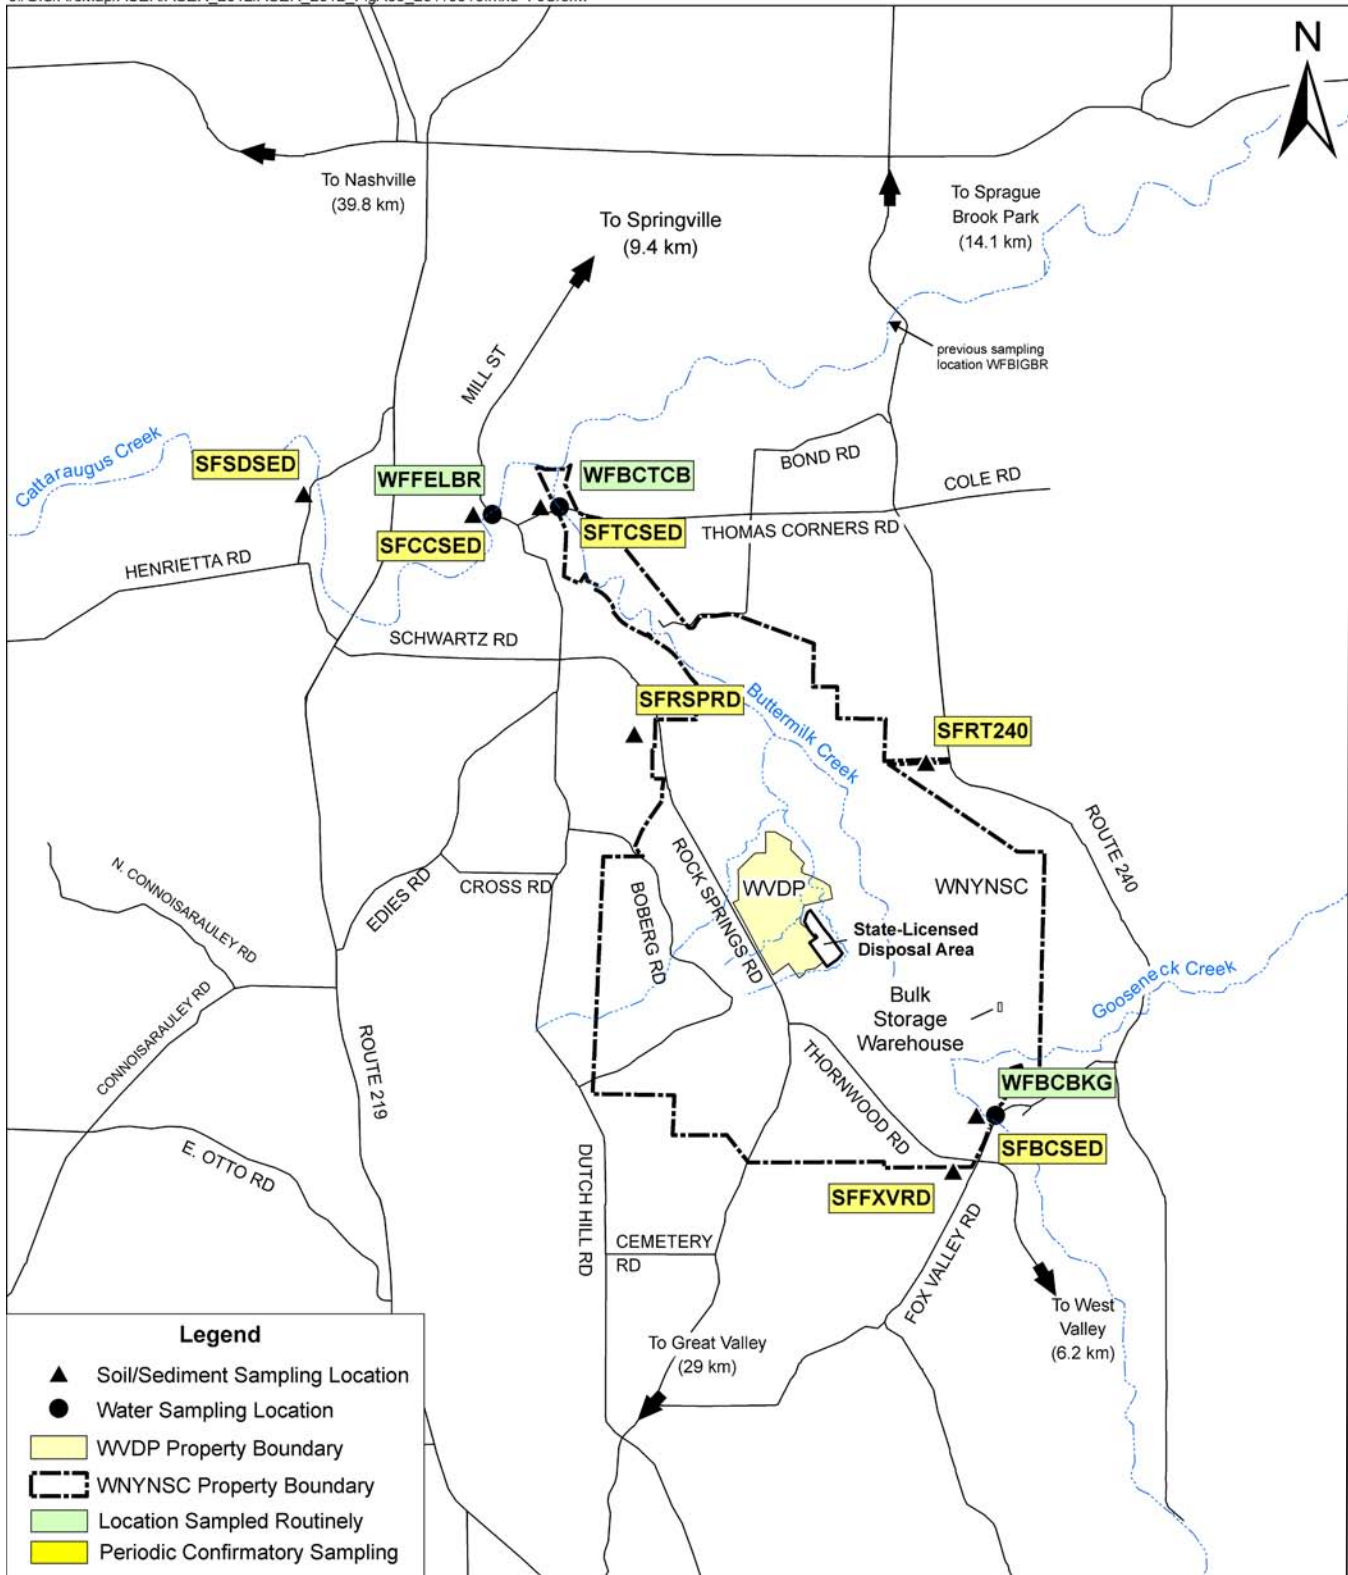 N
To Nashville
(39.8 km)
To Springville
(9.4 km)
To Sprague
Brook Park
(14.1 km)
previous sampling
location WFBIGBR
MILL ST
Cattaraugus Creek
SFSDSED
WFFELBR
WFBCTCB
BOND RD
COLE RD
SFCCSED
SFTCSED
THOMAS CORNERS RD
HENRIETTA RD
SCHWARTZ RD
SFRSPRD
Buttermilk Creek
SFRT240
ROUTE 240
N. CONNOISARAULEY RD
EDIES RD
CROSS RD
BOBERG RD
ROCK SPRINGS RD
WVDP
WNYNSC
State-Licensed
Disposal Area
Gooseneck Creek
CONNOISARAULEY RD
Bulk
Storage
Warehouse
ROUTE 219
THORNWOOD RD
WFBCBKG
E. OTTO RD
DUTCH HILL RD
SFBCSED
SFFXVRD
CEMETERY
RD
FOX VALLEY RD
To West
Valley
(6.2 km)
To Great Valley
(29 km)
Legend
Soil/Sediment Sampling Location
Water Sampling Location
WVDP Property Boundary
WNYNSC Property Boundary
Location Sampled Routinely
Periodic Confirmatory Sampling